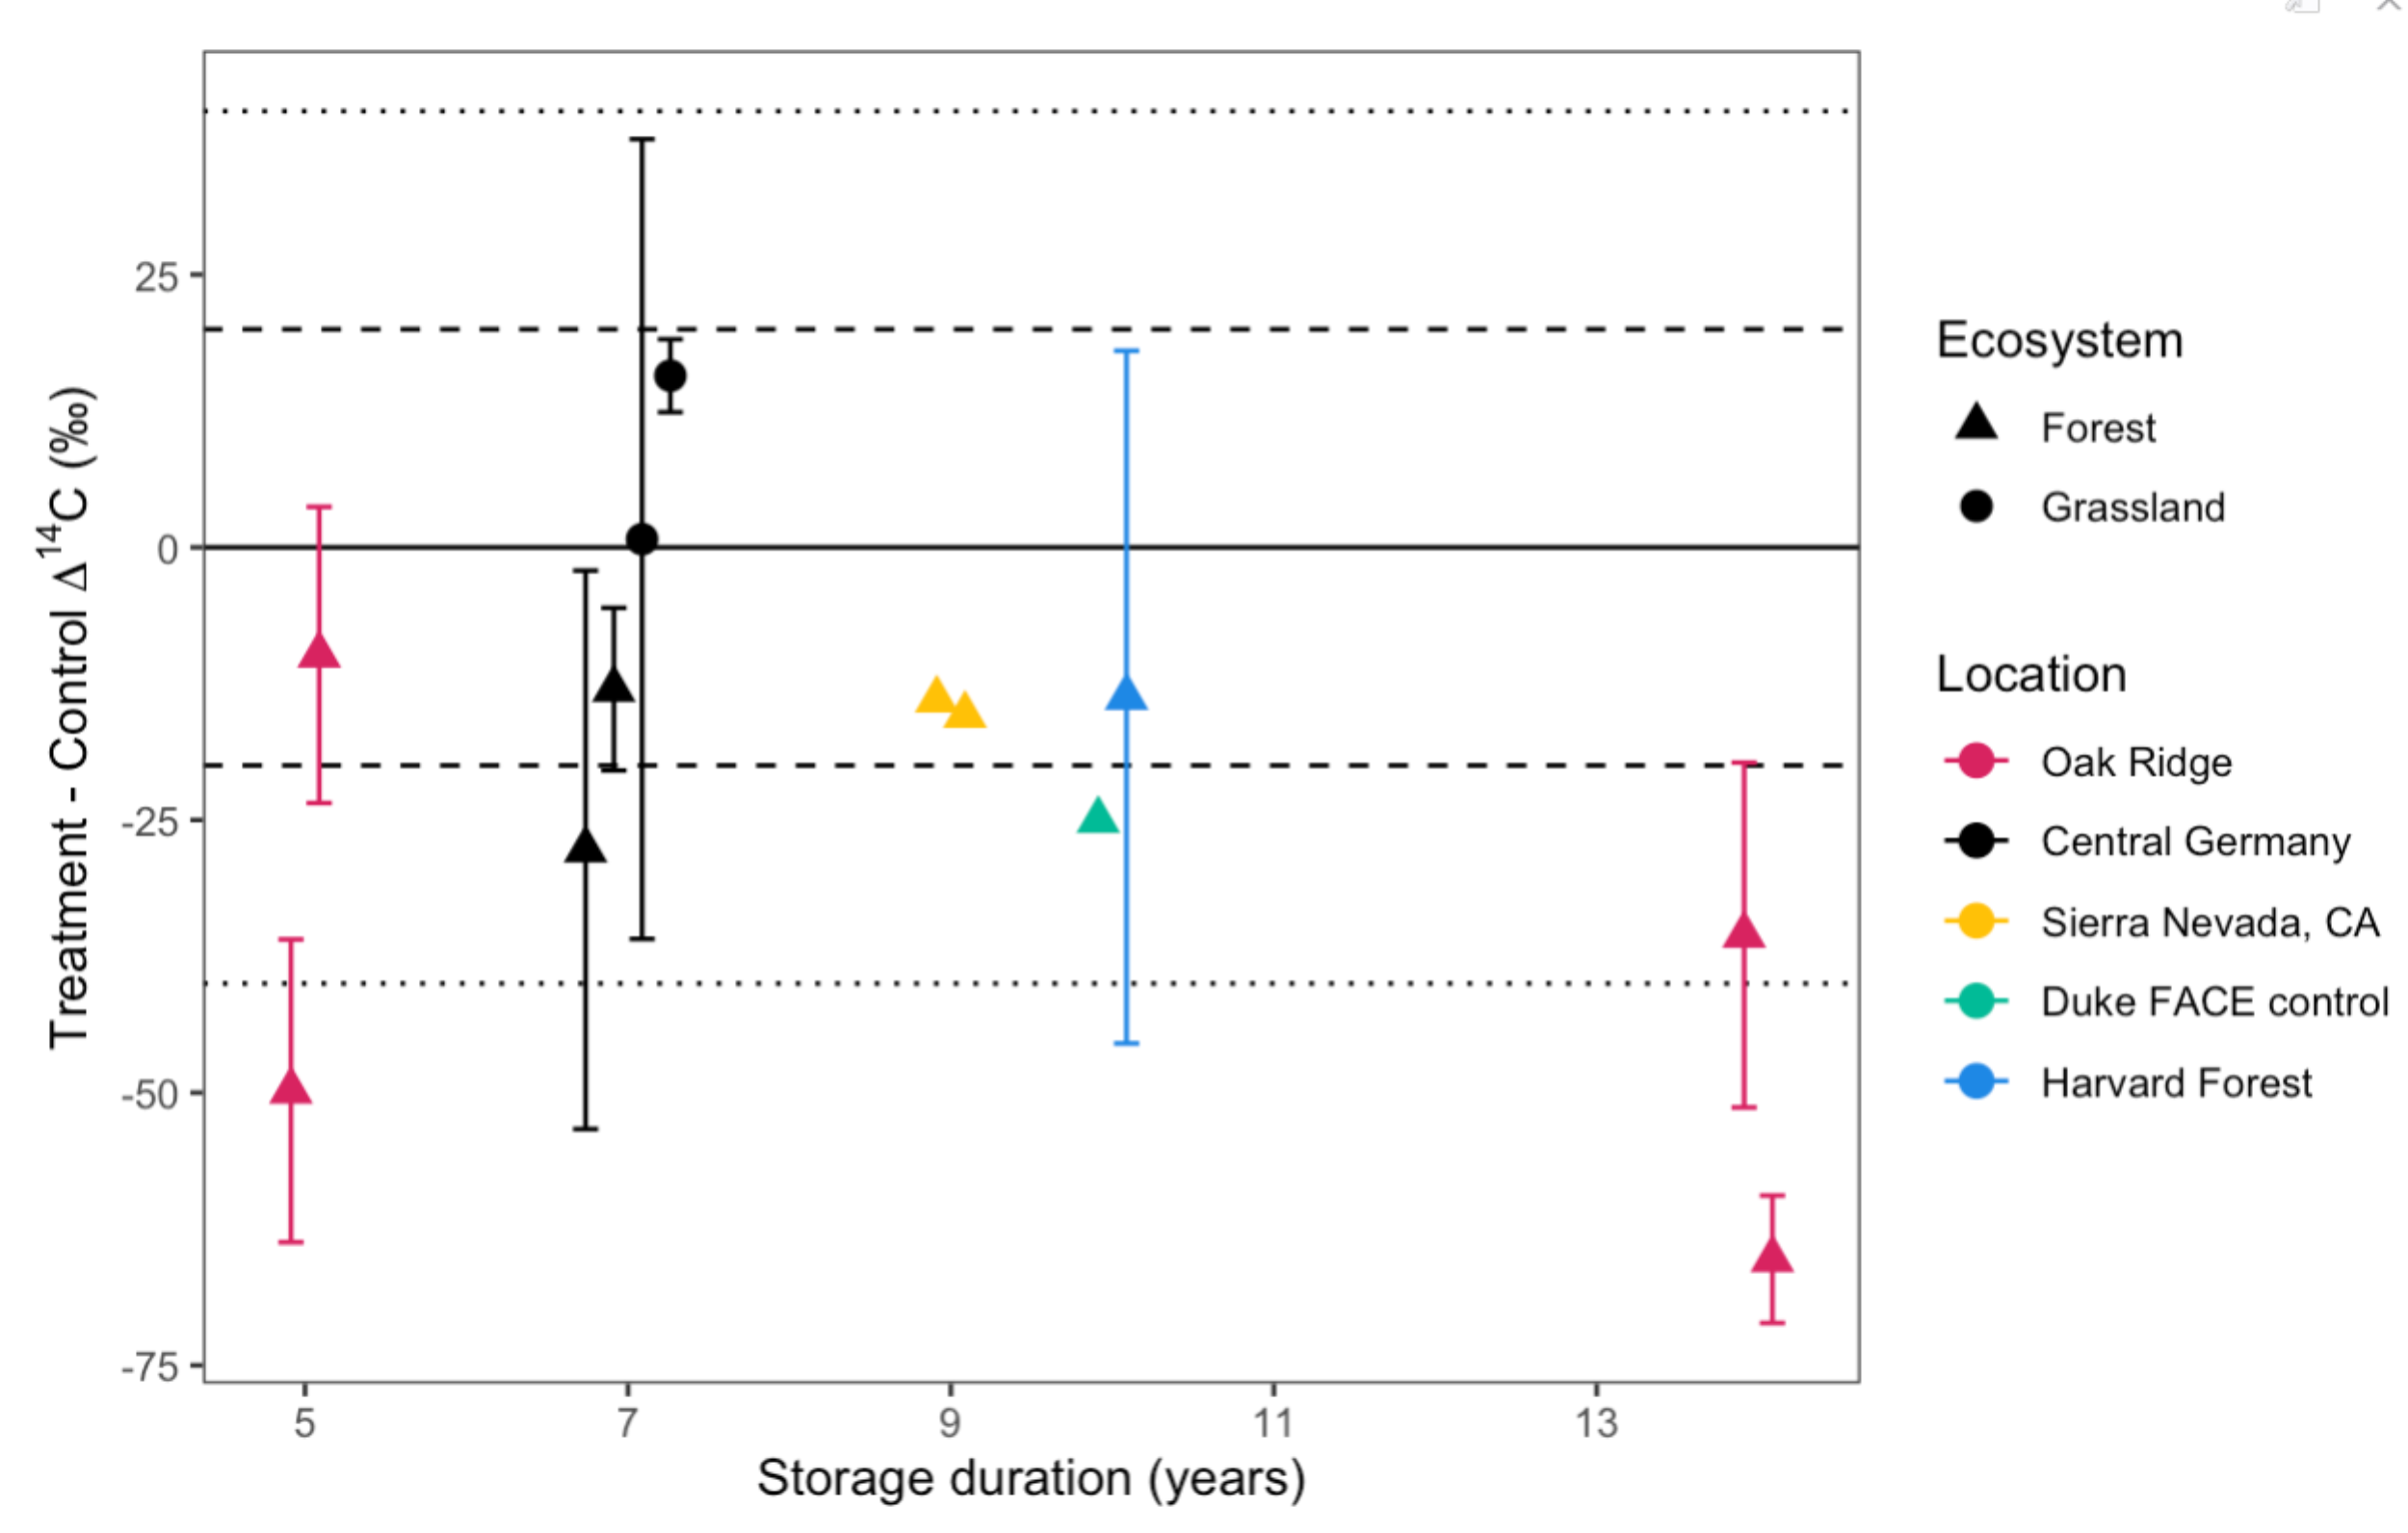 25
0
-25
-50
-75
Treatment - Control Δ¹⁴C (‰)
5 7 9 11 13
Storage duration (years)
Ecosystem
Forest
Grassland
Location
Oak Ridge
Central Germany
Sierra Nevada, CA
Duke FACE control
Harvard Forest